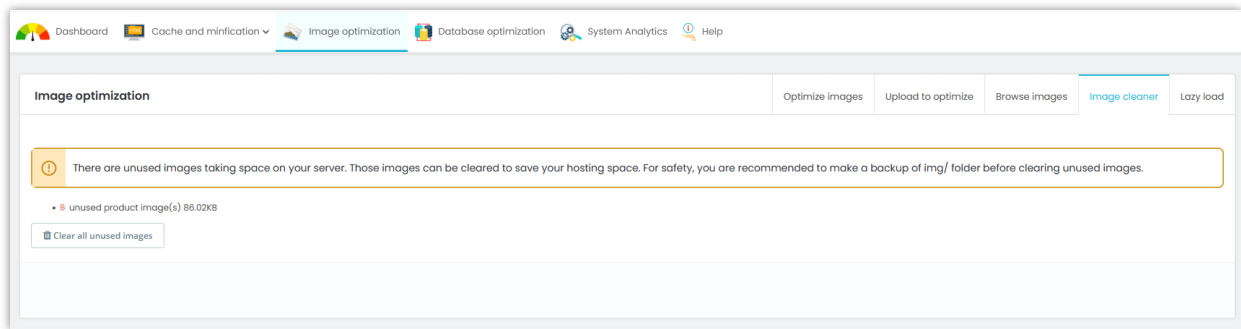 Dashboard Cache and minfication Image optimization Database optimization System Analytics Help
Image optimization Optimize images Upload to optimize Browse images Image cleaner Lazy load
There are unused images taking space on your server. Those images can be cleared to save your hosting space. For safety, you are recommended to make a backup of img/ folder before clearing unused images.
• 6 unused product image(s) 86.02KB
Clear all unused images